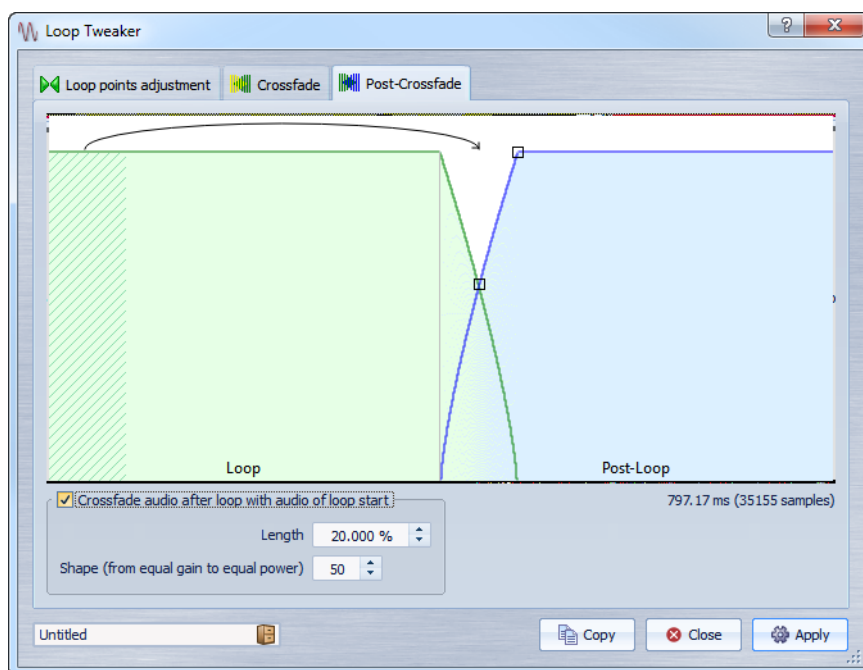 Loop Tweaker
Loop points adjustment
Crossfade
Post-Crossfade
Loop
Post-Loop
Crossfade audio after loop with audio of loop start
797.17 ms (35155 samples)
Length
20.000 %
Shape (from equal gain to equal power)
50
Untitled
Copy
Close
Apply